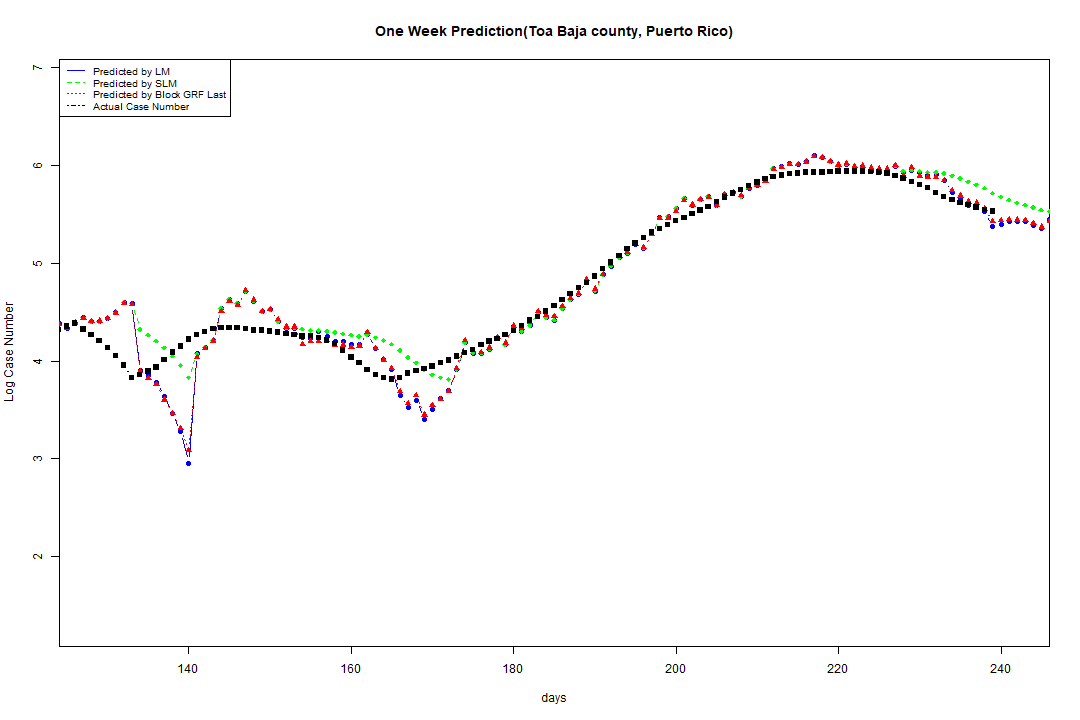 One Week Prediction(Toa Baja county, Puerto Rico)
Predicted by LM
Predicted by SLM
Predicted by Block GRF Last
Actual Case Number
7
6
5
4
3
2
Log Case Number
140 160 180 200 220 240
days